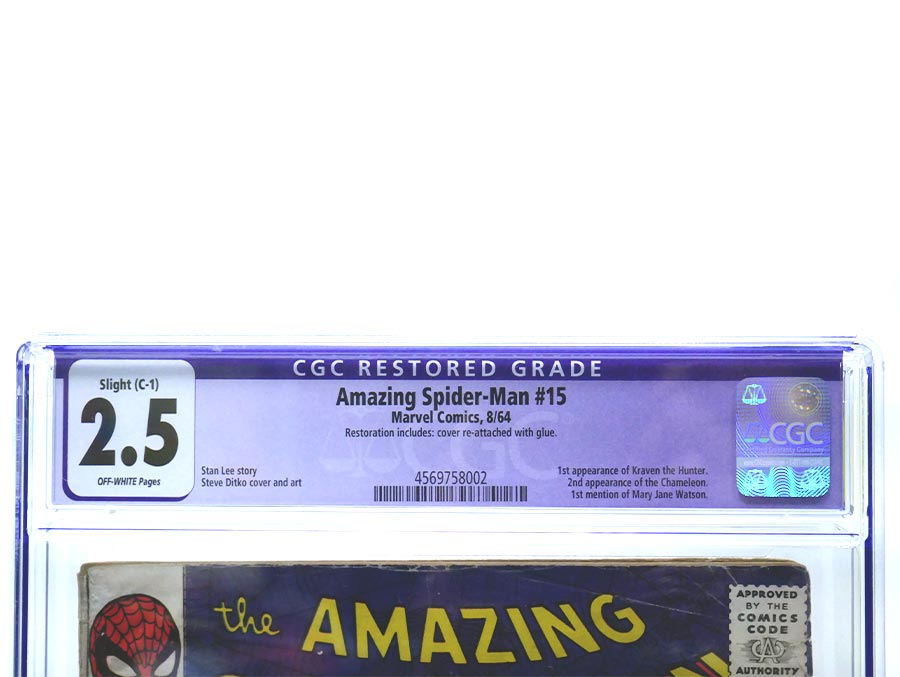 CGC RESTORED GRADE
Slight (C-1)
2.5
OFF-WHITE Pages
Amazing Spider-Man #15
Marvel Comics, 8/64
Restoration includes: cover re-attached with glue.
Stan Lee story
Steve Ditko cover and art
4569758002
1st appearance of Kraven the Hunter.
2nd appearance of the Chameleon.
1st mention of Mary Jane Watson.
CGC
the AMAZING
APPROVED
BY THE
COMICS
CODE
AUTHORITY